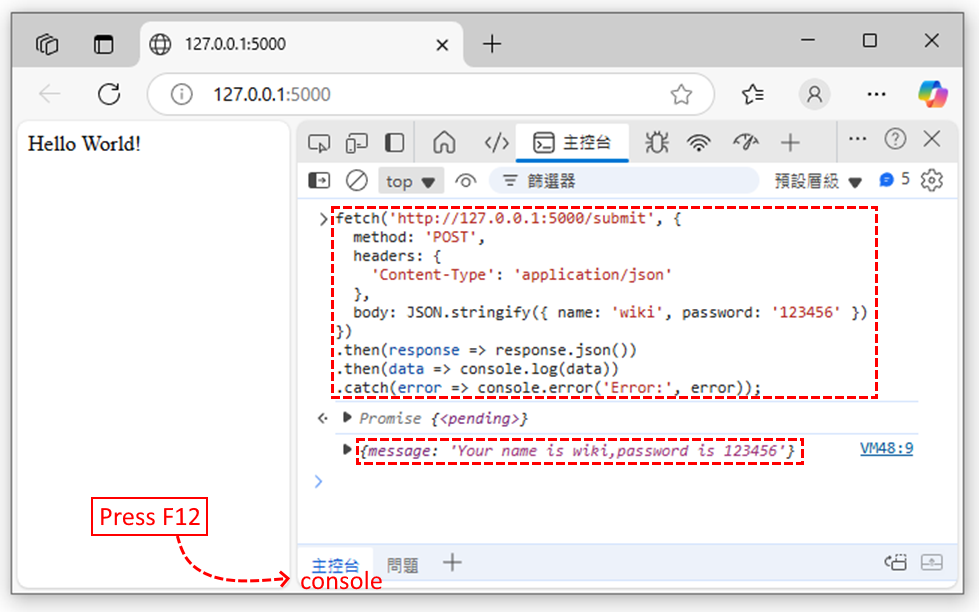 127.0.0.1:5000
127.0.0.1:5000
Hello World!
主控台
top
篩選器
預設層級
5
fetch('http://127.0.0.1:5000/submit', {
method: 'POST',
headers: {
'Content-Type': 'application/json'
},
body: JSON.stringify({ name: 'wiki', password: '123456' })
})
.then(response => response.json())
.then(data => console.log(data))
.catch(error => console.error('Error:', error));
Promise {<pending>}
{message: 'Your name is wiki,password is 123456'}
VM48:9
Press F12
主控台
問題
console